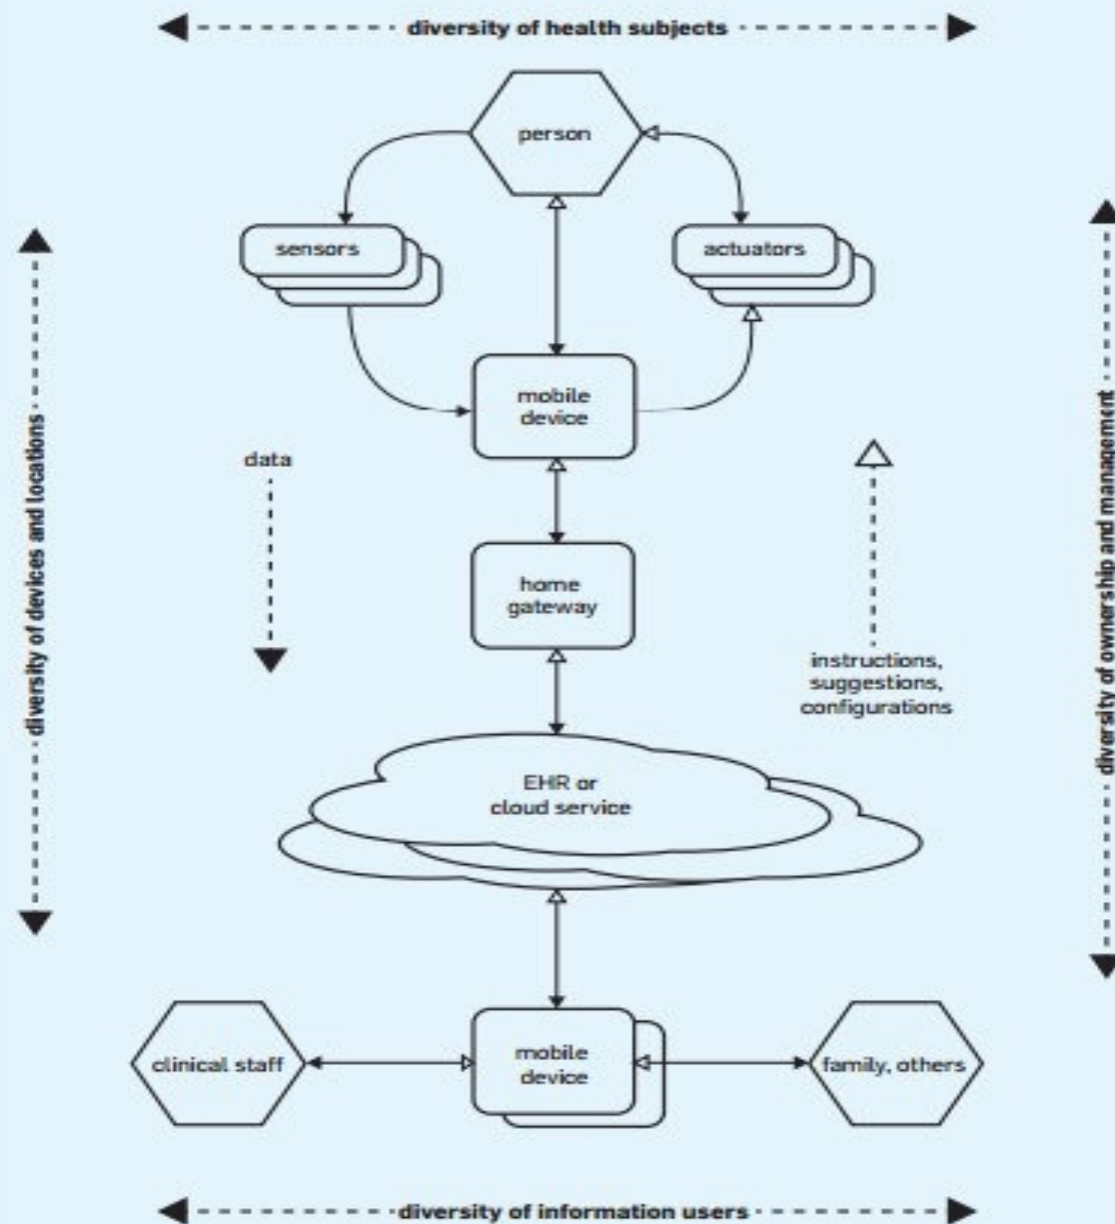 diversity of health subjects
person
sensors
actuators
mobile
device
data
diversity of devices and locations
diversity of ownership and management
home
gateway
instructions,
suggestions,
configurations
EHR or
cloud service
clinical staff
mobile
device
family, others
diversity of information users